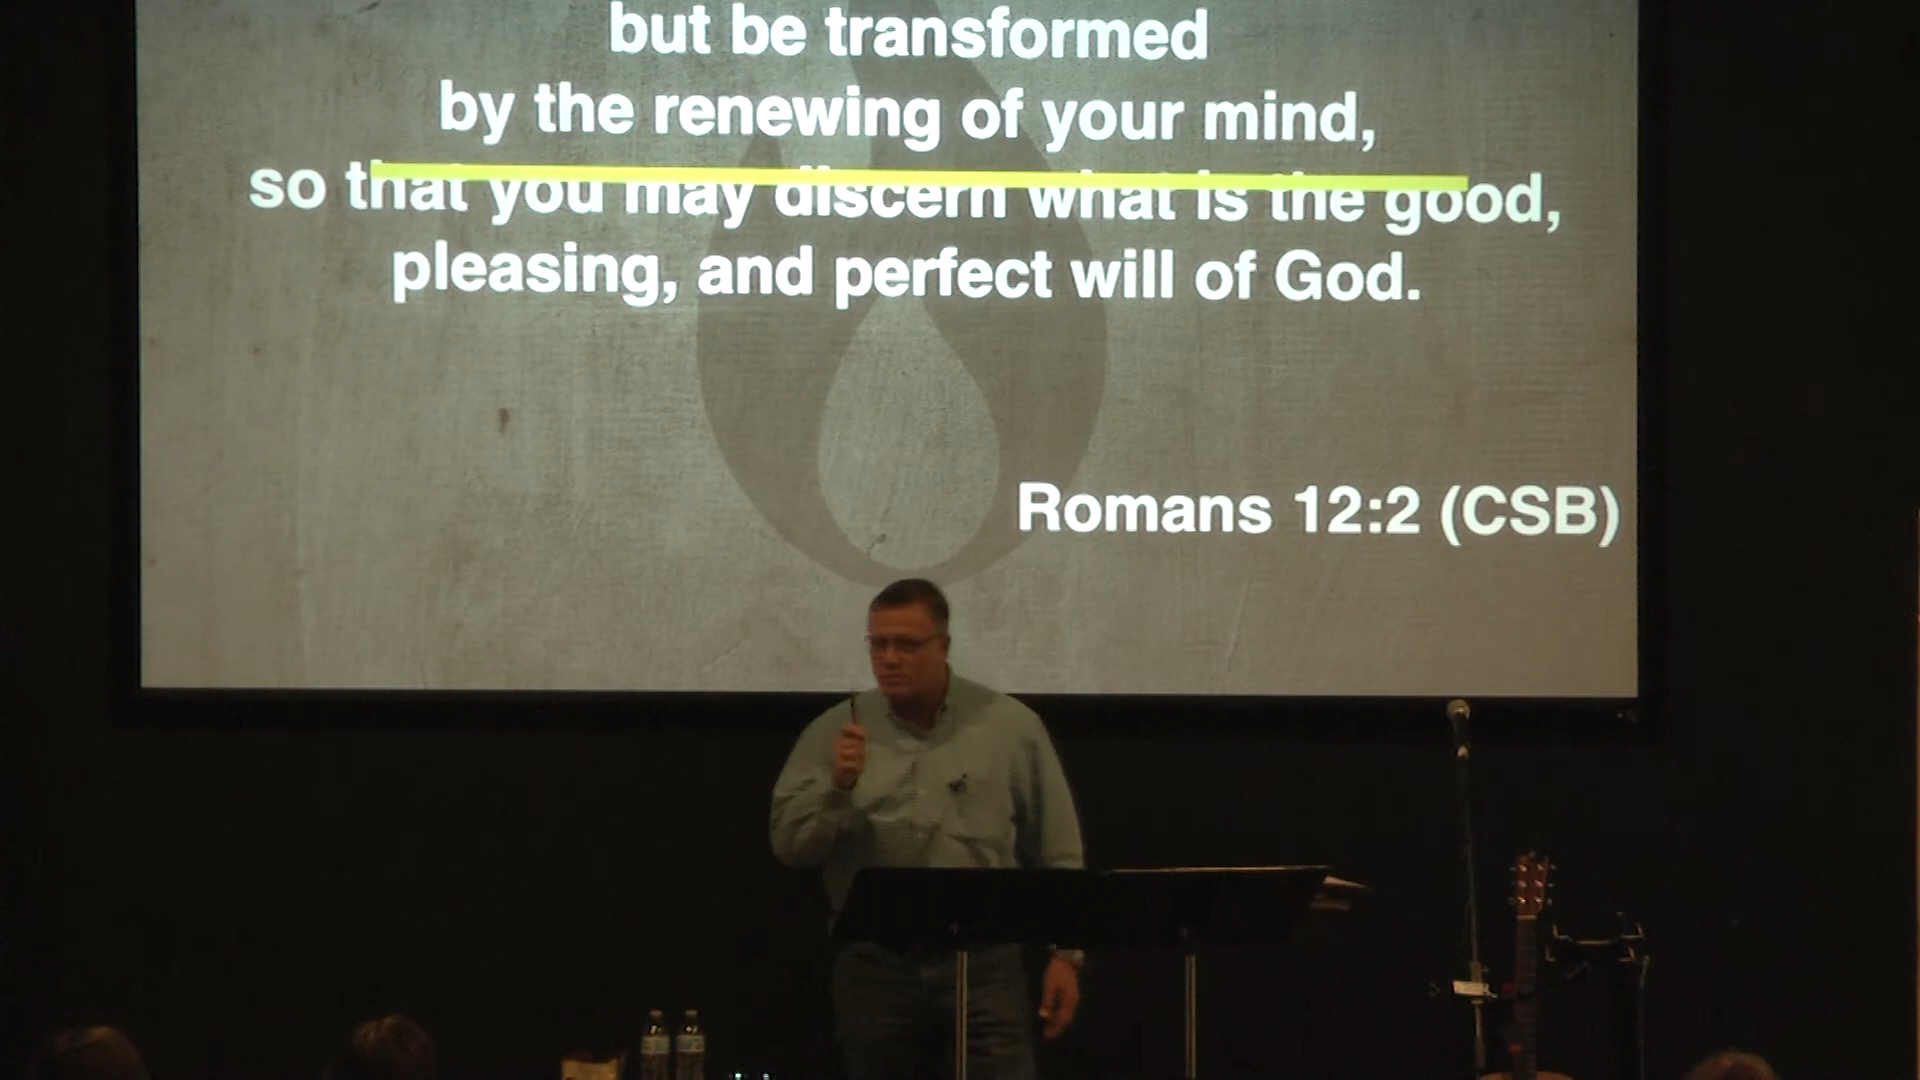 but be transformed
by the renewing of your mind,
so that you may discern what is the good,
pleasing, and perfect will of God.
Romans 12:2 (CSB)